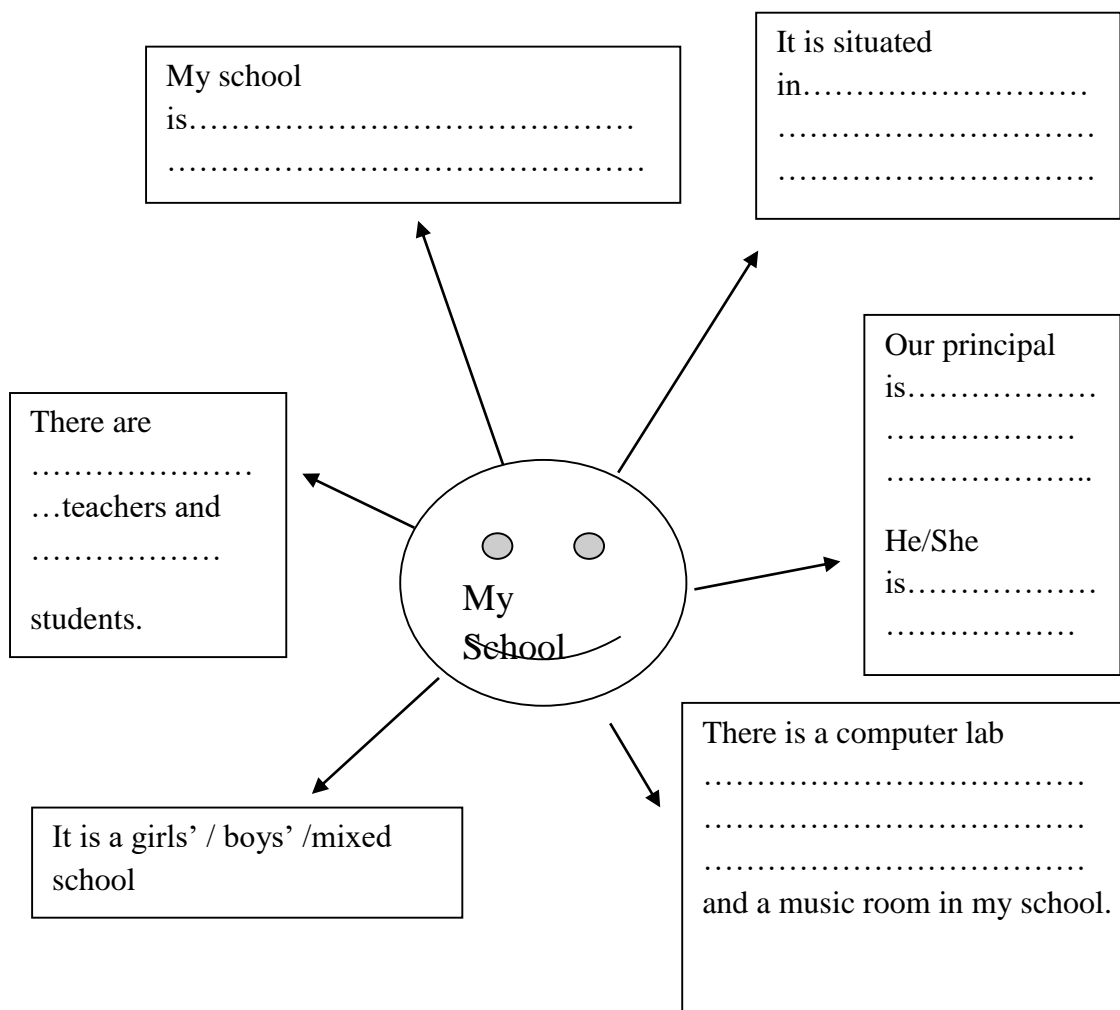 My school
is……………………………………
………………………………………
It is situated
in………………………
…………………………
…………………………
Our principal
is………………
………………
………………..
He/She
is………………
………………
There are
…………………
…teachers and
………………
students.
My
School
There is a computer lab
………………………………
………………………………
………………………………
and a music room in my school.
It is a girls’ / boys’ /mixed
school